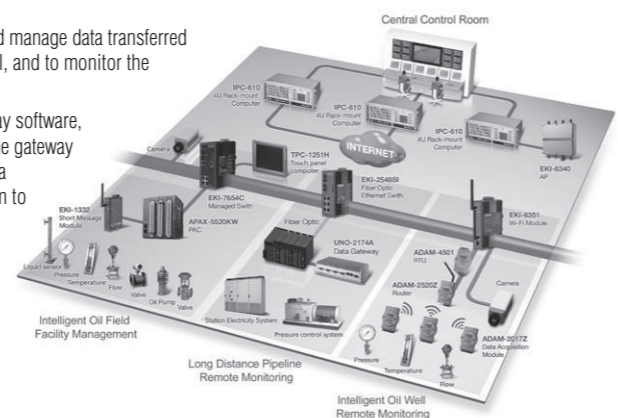 d manage data transferred
l, and to monitor the
ay software,
ne gateway
a
n to
Central Control Room
IPC-610
4U Rack-mount
Computer
IPC-610
4U Rack-mount
Computer
IPC-610
4U Rack-mount
Computer
INTERNET
EKI-6340
AP
Camera
TPC-1251H
Touch panel
computer
EKI-7654C
Managed Swith
EKI-2548SI
Fiber Optic
Ethernet Swith
EKI-6351
Wi-Fi Module
EKI-1332
Short Message
Module
APAX-5520KW
PAC
Fiber Optic
UNO-2174A
Data Gateway
ADAM-4501
RTU
ADAM-2520Z
Router
Camera
ADAM-2017Z
Data Acquisition
Module
Liquid sensor
Pressure
Temperature
Flow
Valve
Oil Pump
Valve
Station Electricity System
Pressure control system
Pressure
Temperature
Flow
Intelligent Oil Field
Facility Management
Long Distance Pipeline
Remote Monitoring
Intelligent Oil Well
Remote Monitoring